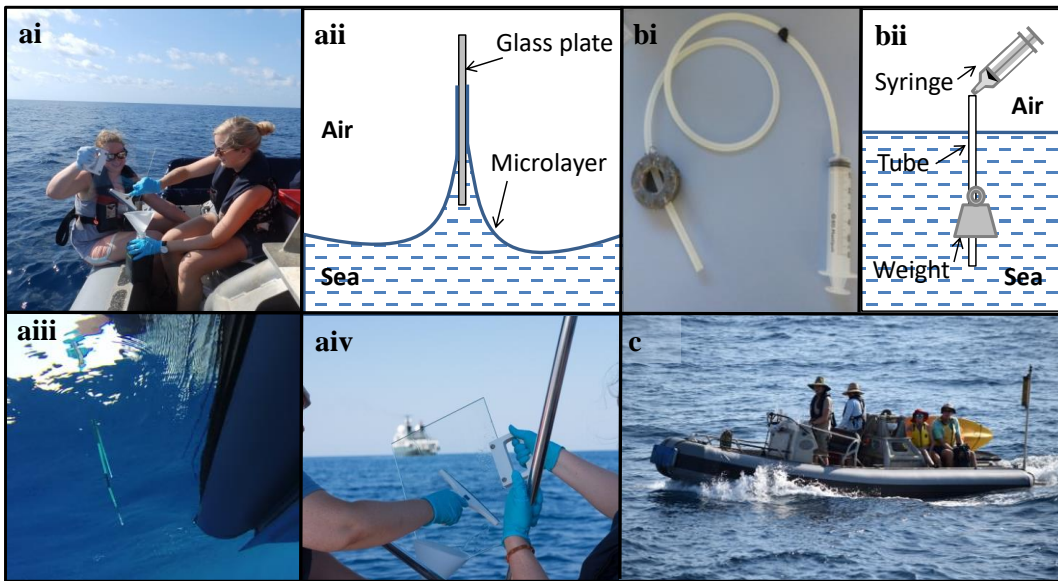 ai
aii
Glass plate
Air
Microlayer
Sea
bi
bii
Syringe
Air
Tube
Weight
Sea
aiii
aiv
c